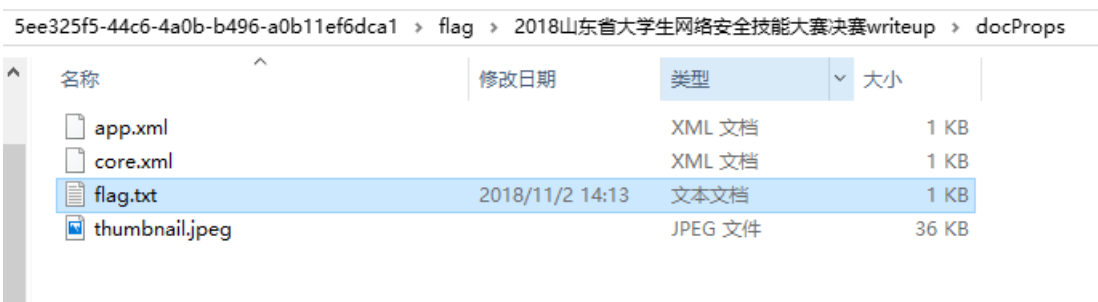 5ee325f5-44c6-4a0b-b496-a0b11ef6dca1 › flag › 2018山东省大学生网络安全技能大赛决赛writeup › docProps
名称 修改日期 类型 大小
app.xml XML 文档 1 KB
core.xml XML 文档 1 KB
flag.txt 2018/11/2 14:13 文本文档 1 KB
thumbnail.jpeg JPEG 文件 36 KB